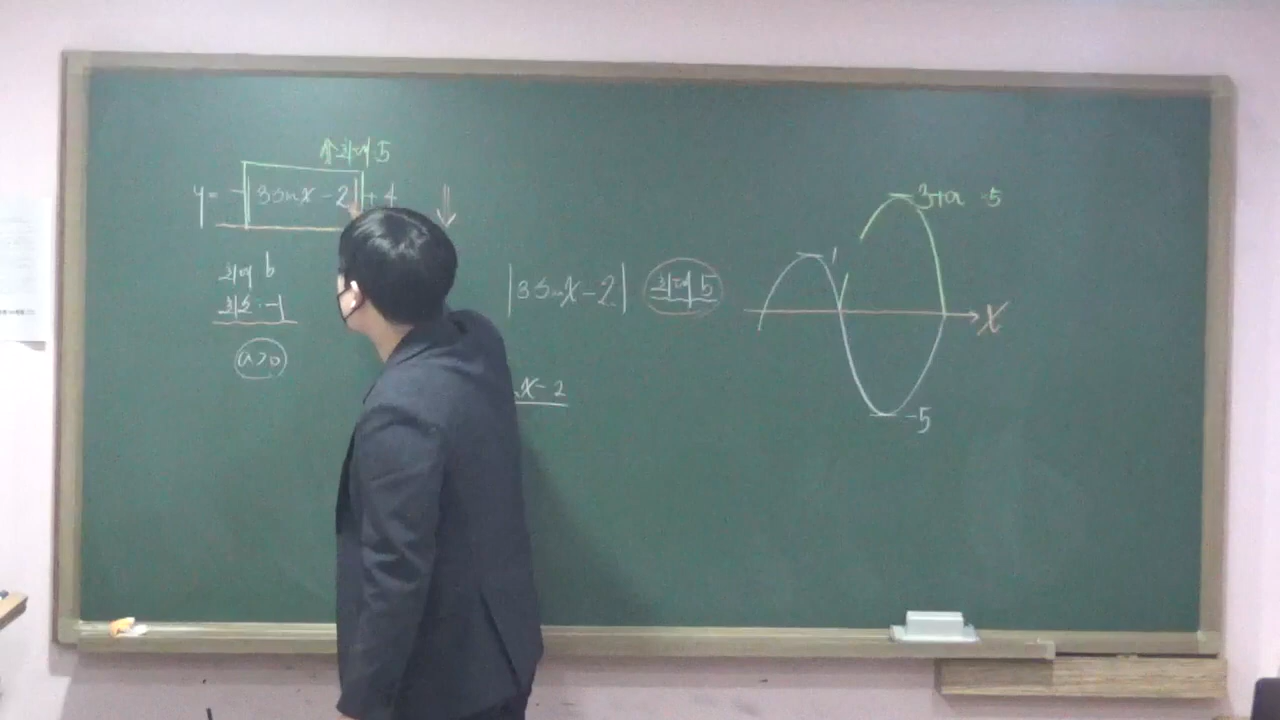 최대 5
y= -|3sinx-2|+4
최대 b
최소: -1
a>0
|3sinx-2| 최대 5
x-2
1
3+a=5
x
-5